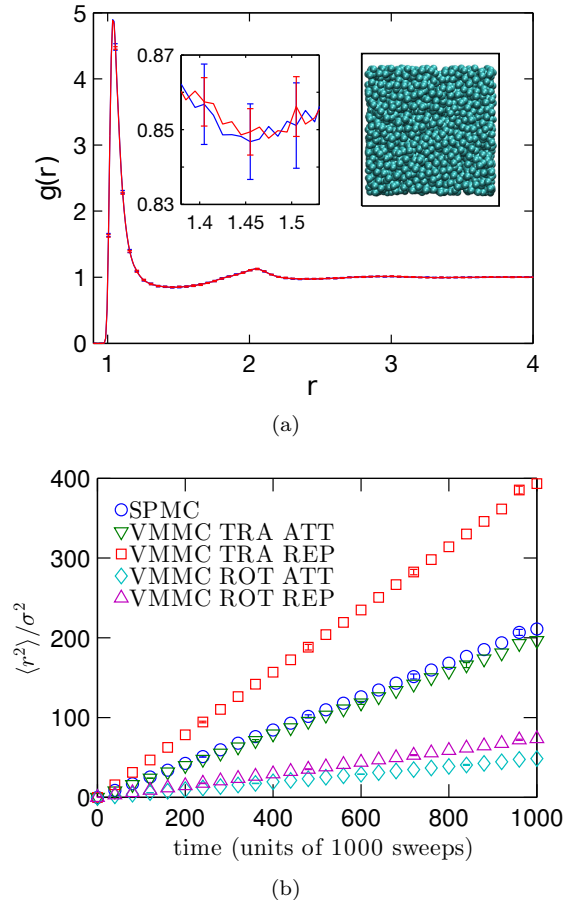 5
4
3
2
1
0
g(r)
0.87
0.85
0.83
1.4
1.45
1.5
1
2
3
4
r
(a)
400
300
200
100
0
⟨r²⟩/σ²
SPMC
VMMC TRA ATT
VMMC TRA REP
VMMC ROT ATT
VMMC ROT REP
0
200
400
600
800
1000
time (units of 1000 sweeps)
(b)